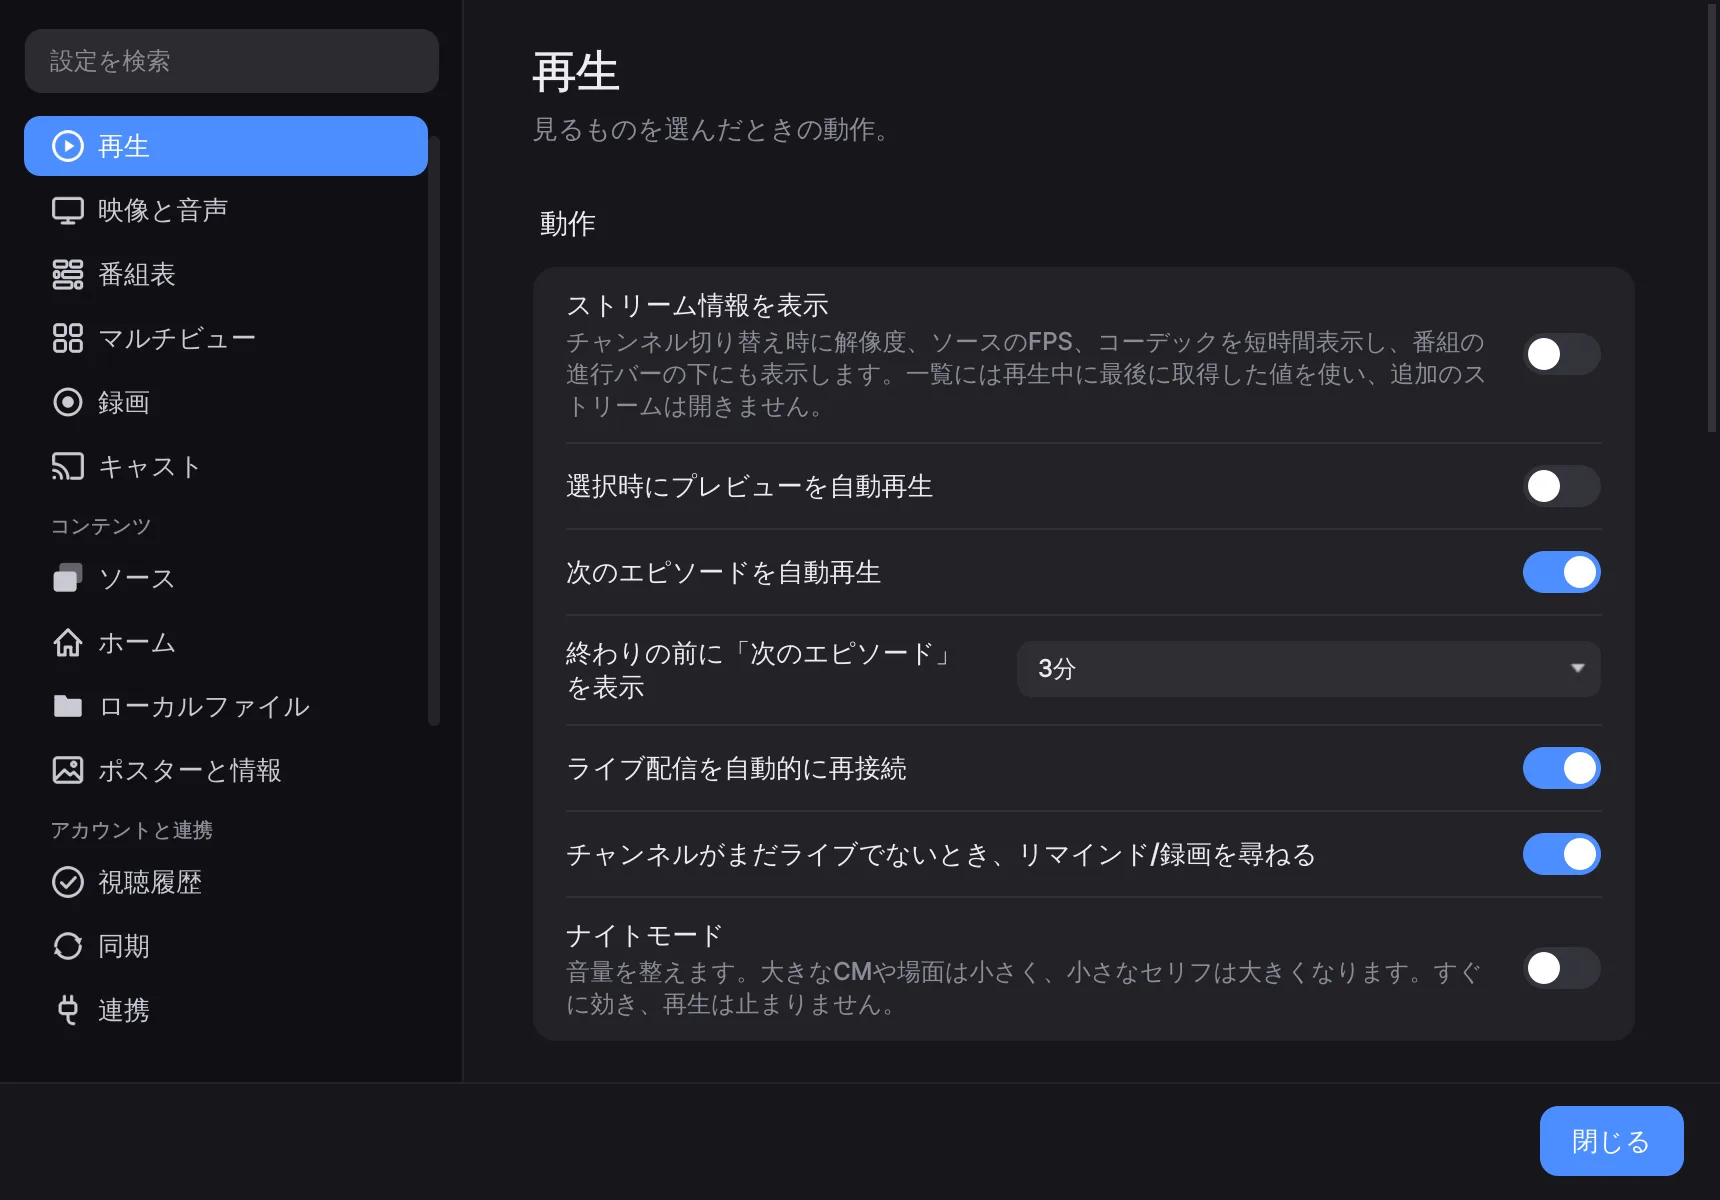 設定を検索
再生
映像と音声
番組表
マルチビュー
録画
キャスト
コンテンツ
ソース
ホーム
ローカルファイル
ポスターと情報
アカウントと連携
視聴履歴
同期
連携
再生
見るものを選んだときの動作。
動作
ストリーム情報を表示
チャンネル切り替え時に解像度、ソースのFPS、コーデックを短時間表示し、番組の
進行バーの下にも表示します。一覧には再生中に最後に取得した値を使い、追加のス
トリームは開きません。
選択時にプレビューを自動再生
次のエピソードを自動再生
終わりの前に「次のエピソード」
を表示
3分
ライブ配信を自動的に再接続
チャンネルがまだライブでないとき、リマインド/録画を尋ねる
ナイトモード
音量を整えます。大きなCMや場面は小さく、小さなセリフは大きくなります。すぐ
に効き、再生は止まりません。
閉じる